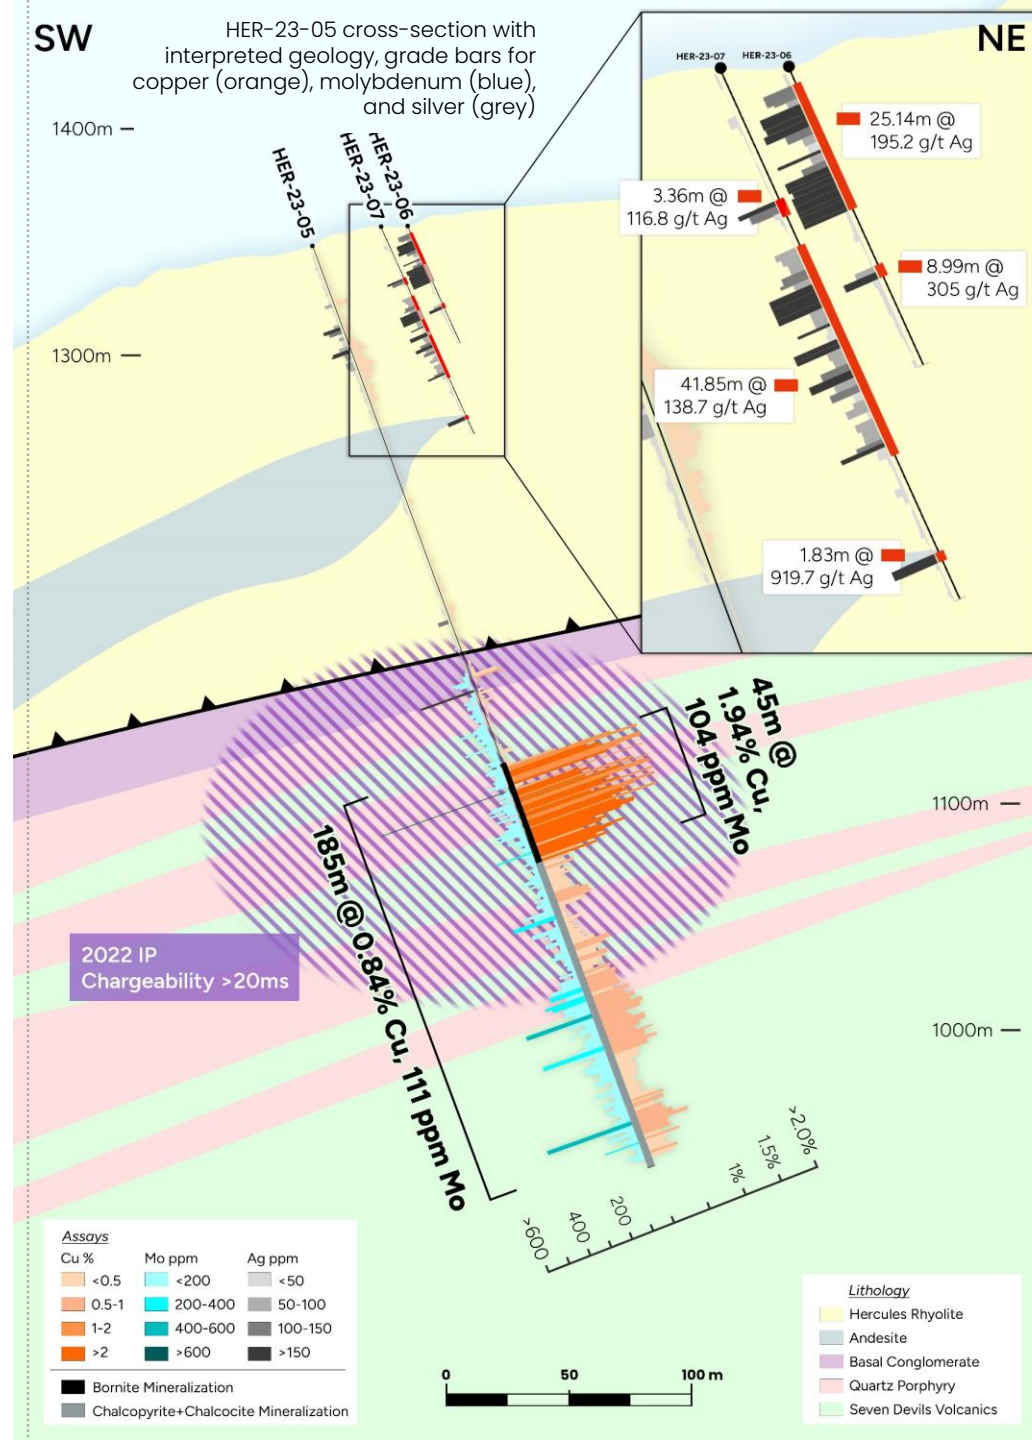 SW
HER-23-05 cross-section with
interpreted geology, grade bars for
copper (orange), molybdenum (blue),
and silver (grey)
NE
1400m
1300m
1100m
1000m
HER-23-05
HER-23-07
HER-23-06
HER-23-07
HER-23-06
25.14m @
195.2 g/t Ag
3.36m @
116.8 g/t Ag
8.99m @
305 g/t Ag
41.85m @
138.7 g/t Ag
1.83m @
919.7 g/t Ag
45m @
1.94% Cu,
104 ppm Mo
185m @ 0.84% Cu, 111 ppm Mo
2022 IP
Chargeability >20ms
>600
400
200
1%
1.5%
>2.0%
Assays
Cu %
Mo ppm
Ag ppm
<0.5
<200
<50
0.5-1
200-400
50-100
1-2
400-600
100-150
>2
>600
>150
Bornite Mineralization
Chalcopyrite+Chalcocite Mineralization
0
50
100 m
Lithology
Hercules Rhyolite
Andesite
Basal Conglomerate
Quartz Porphyry
Seven Devils Volcanics